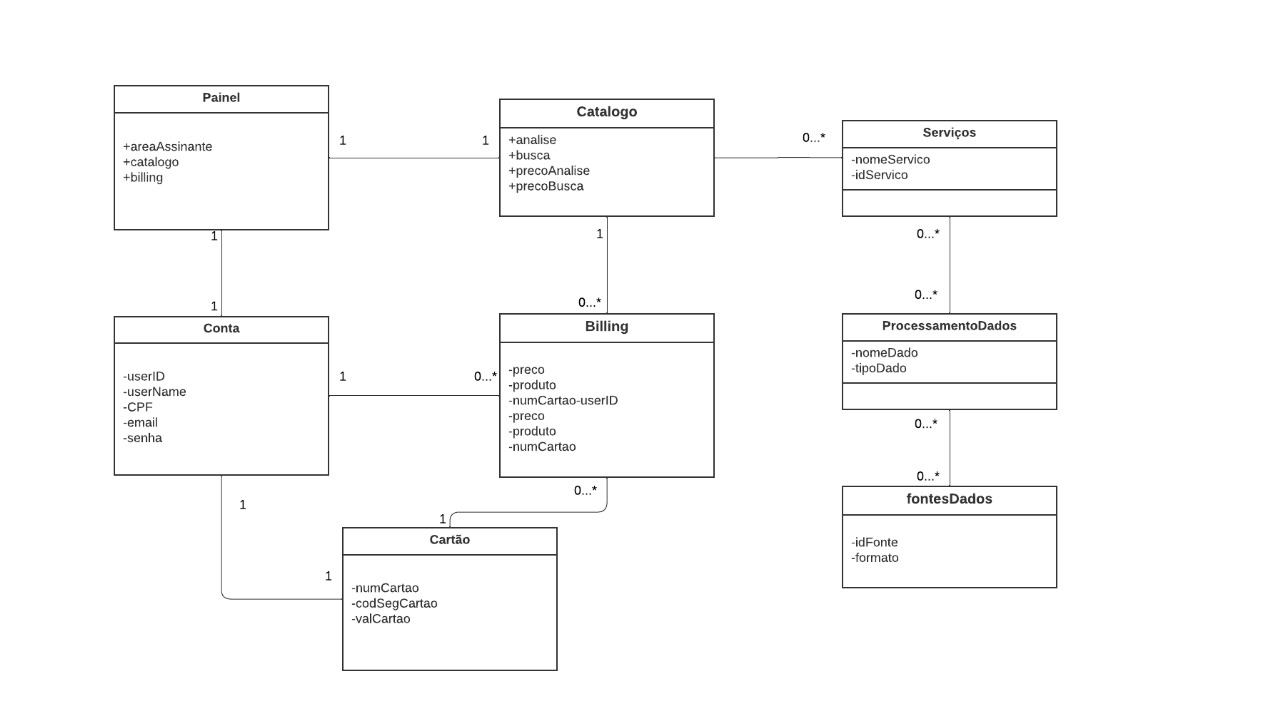 Painel
+areaAssinante
+catalogo
+billing
1
1
Catalogo
+analise
+busca
+precoAnalise
+precoBusca
0...*
Serviços
-nomeServico
-idServico
1
1
1
0...*
0...*
0...*
Conta
-userID
-userName
-CPF
-email
-senha
1
0...*
Billing
-preco
-produto
-numCartao-userID
-preco
-produto
-numCartao
ProcessamentoDados
-nomeDado
-tipoDado
0...*
0...*
fontesDados
-idFonte
-formato
1
1
0...*
1
Cartão
-numCartao
-codSegCartao
-valCartao